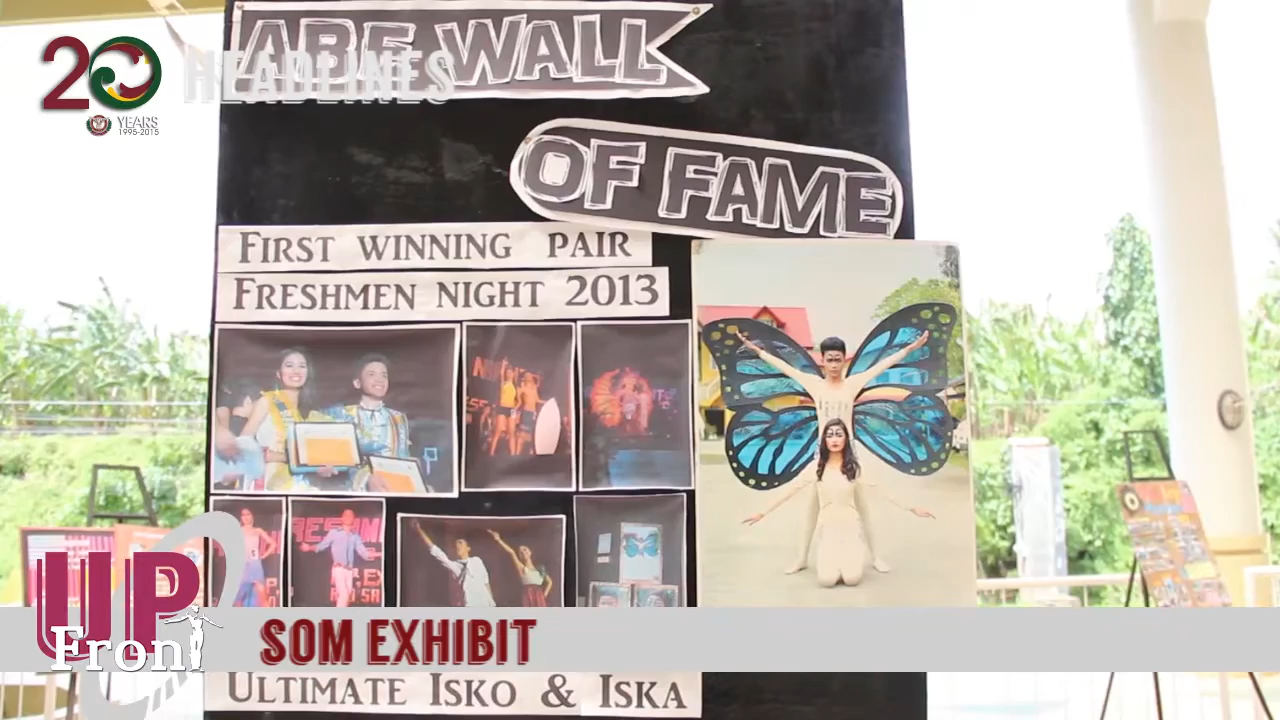 20
HEADLINES
YEARS
1995-2015
ABE WALL
OF FAME
FIRST WINNING PAIR
FRESHMEN NIGHT 2013
UP
Front
SOM EXHIBIT
ULTIMATE ISKO & ISKA